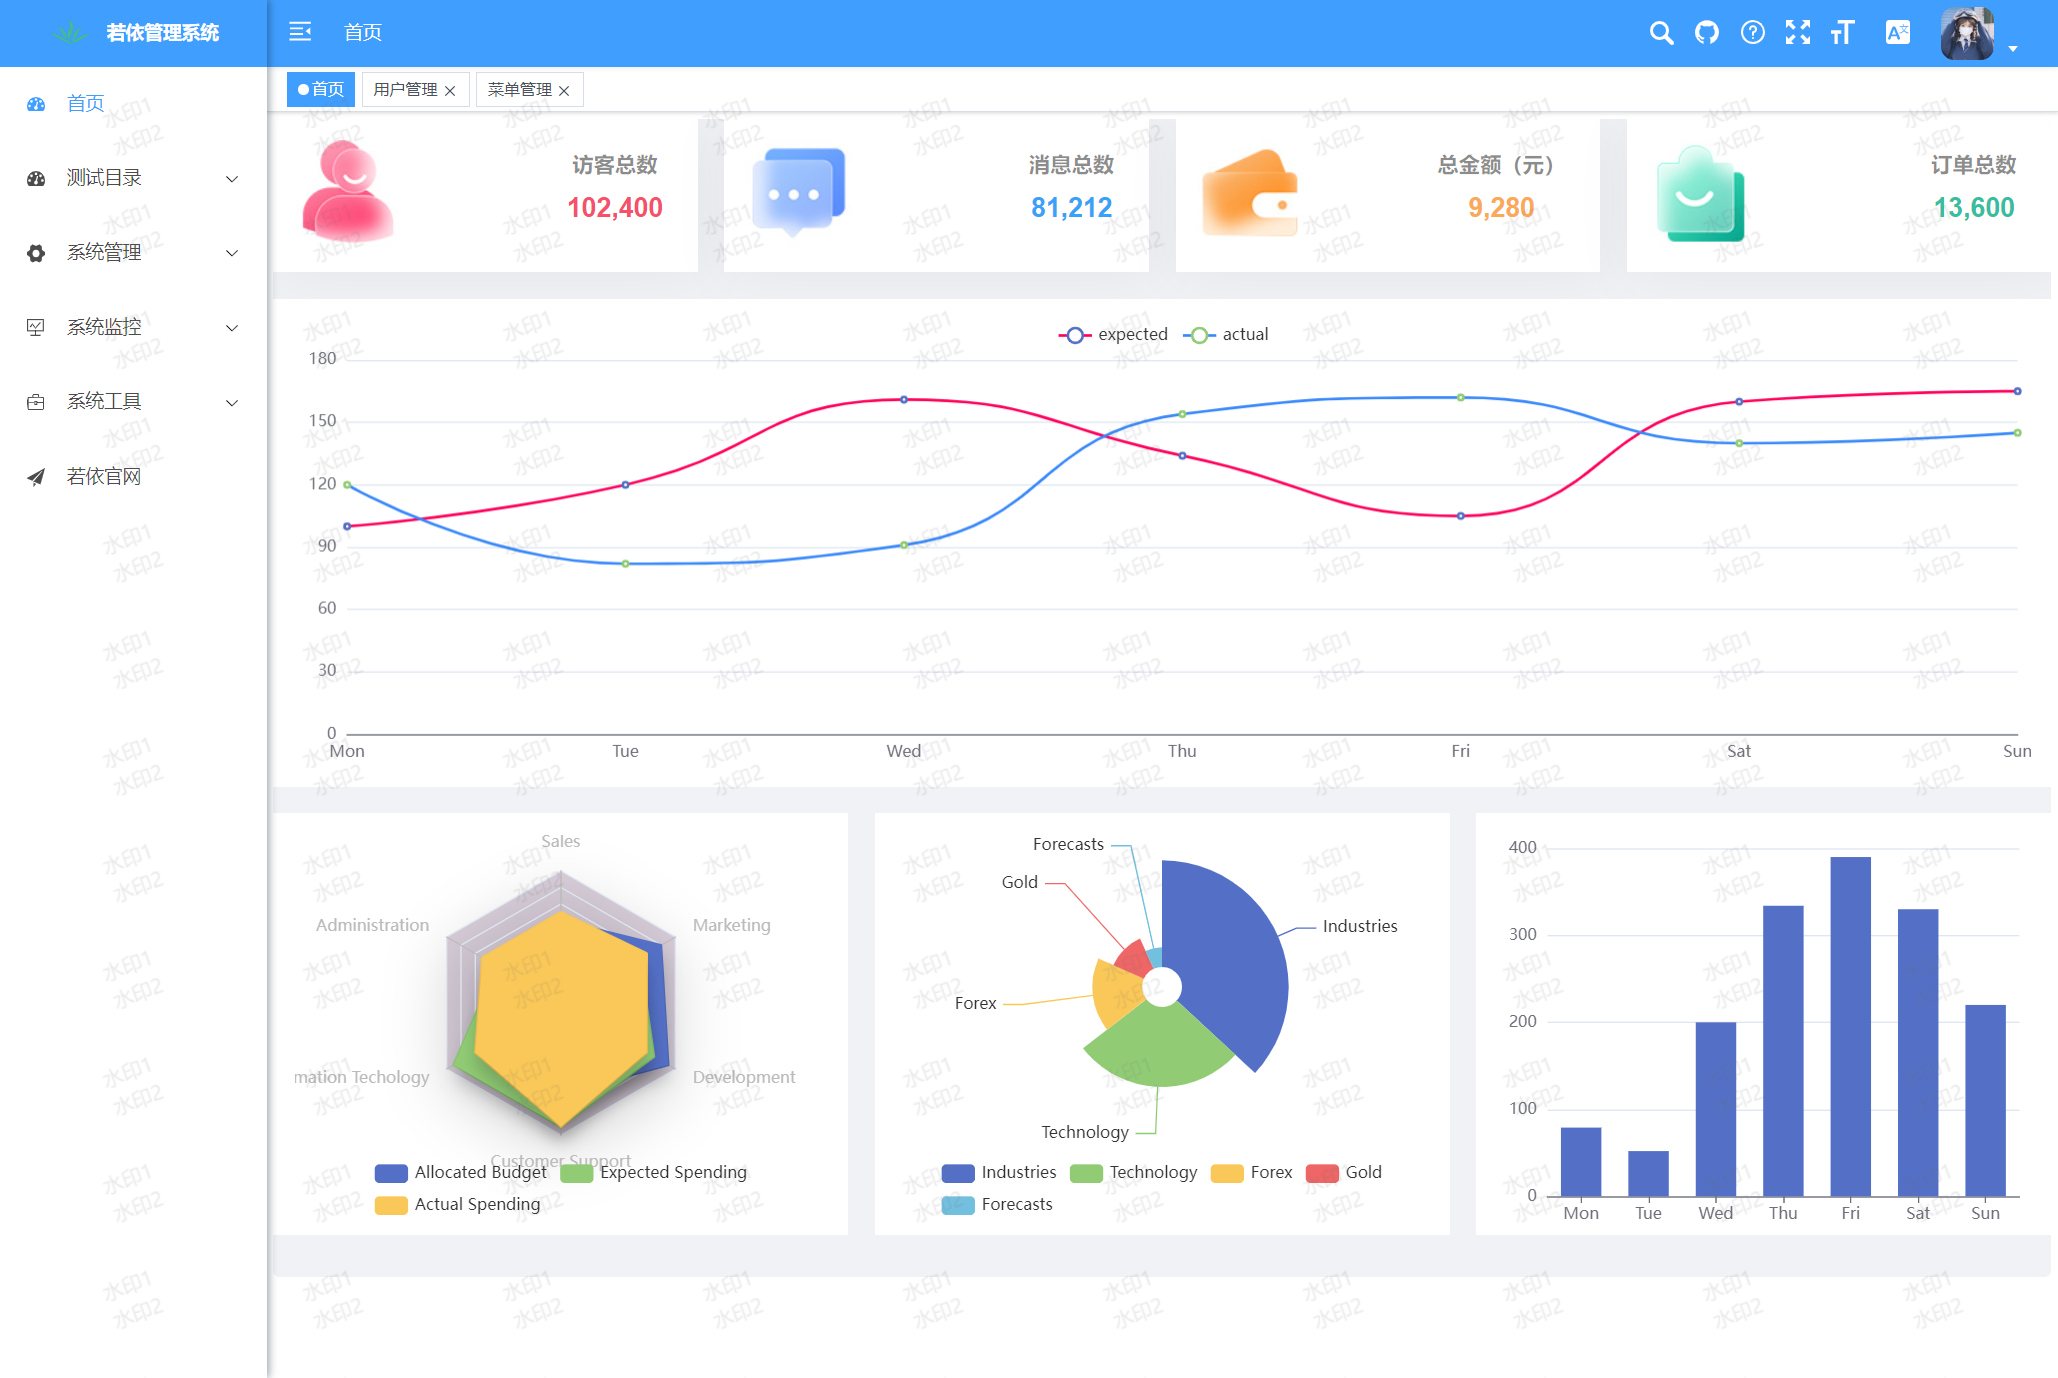 若依管理系统
首页
首页
测试目录
系统管理
系统监控
系统工具
若依官网
首页 用户管理 菜单管理
访客总数
102,400
消息总数
81,212
总金额（元）
9,280
订单总数
13,600
expected actual
180
150
120
90
60
30
0
Mon Tue Wed Thu Fri Sat Sun
Sales
Administration Marketing
mation Techology Development
Customer Support
Allocated Budget Expected Spending
Actual Spending
Forecasts
Gold
Industries
Forex
Technology
Industries Technology Forex Gold
Forecasts
400
300
200
100
0
Mon Tue Wed Thu Fri Sat Sun
水印1
水印2